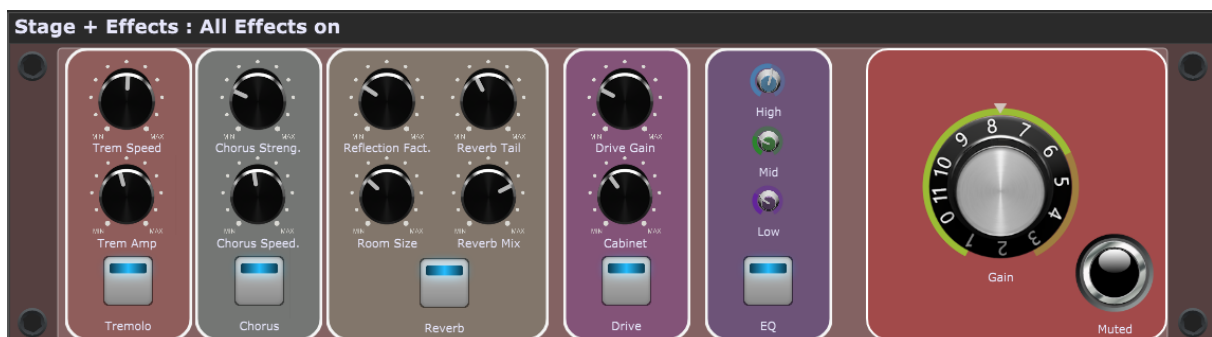 Stage + Effects : All Effects on
MIN MAX
Trem Speed
MIN MAX
Trem Amp
Tremolo
MIN MAX
Chorus Streng.
MIN MAX
Chorus Speed.
Chorus
MIN MAX MIN MAX
Reflection Fact. Reverb Tail
MIN MAX MIN MAX
Room Size Reverb Mix
Reverb
MIN MAX
Drive Gain
MIN MAX
Cabinet
Drive
High
Mid
Low
EQ
0 11 10 9 8 7 6 5 4 3 2 1
Gain
Muted